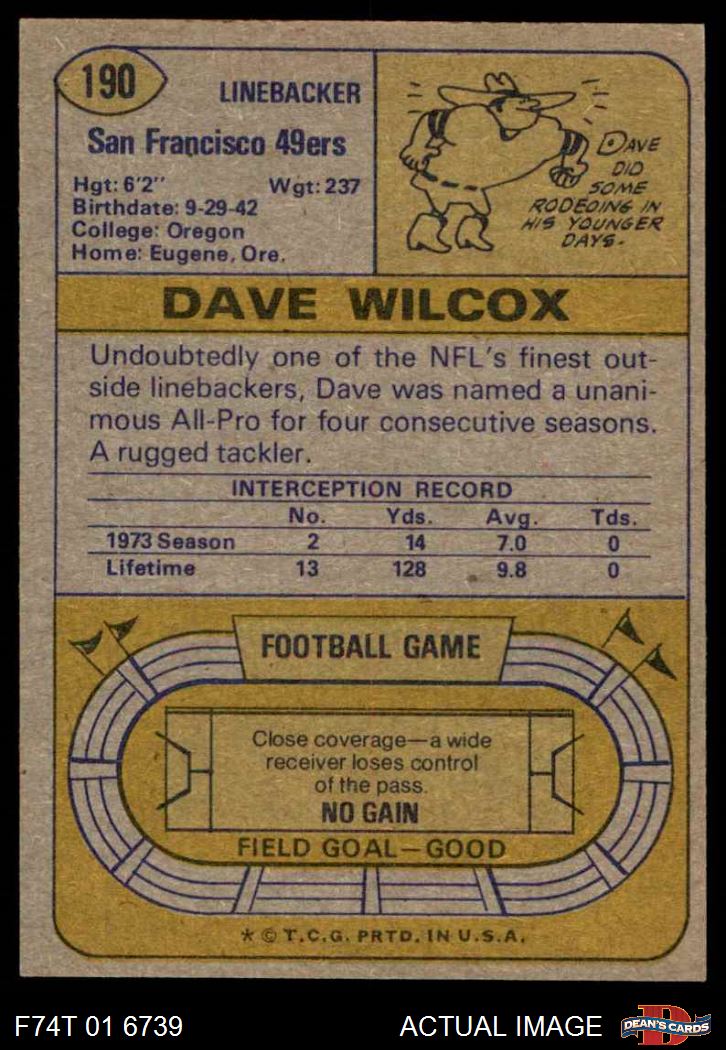 190
LINEBACKER
San Francisco 49ers
Hgt: 6'2'' Wgt: 237
Birthdate: 9-29-42
College: Oregon
Home: Eugene, Ore.
DAVE
DID
SOME
RODEOING IN
HIS YOUNGER
DAYS.
DAVE WILCOX
Undoubtedly one of the NFL's finest out-
side linebackers, Dave was named a unani-
mous All-Pro for four consecutive seasons.
A rugged tackler.
INTERCEPTION RECORD
No. Yds. Avg. Tds.
1973 Season 2 14 7.0 0
Lifetime 13 128 9.8 0
FOOTBALL GAME
Close coverage—a wide
receiver loses control
of the pass.
NO GAIN
FIELD GOAL—GOOD
* © T.C.G. PRTD. IN U.S.A.
F74T 01 6739 ACTUAL IMAGE
D
DEAN'S CARDS